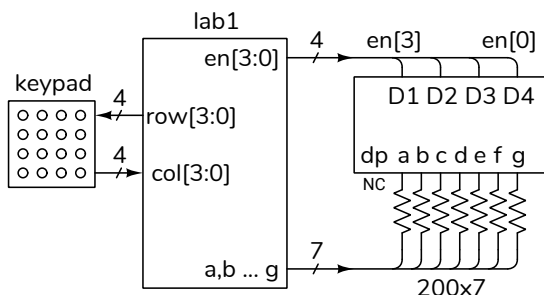 lab1
en[3:0]
4
en[3]
en[0]
keypad
D1 D2 D3 D4
4
row[3:0]
4
col[3:0]
dp a b c d e f g
NC
a,b ... g
7
200x7